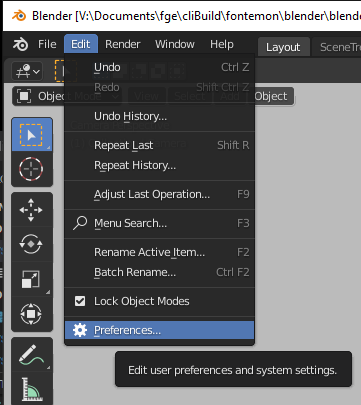 Blender [V:\Documents\fge\cliBuild\fontemon\blender\blende
File Edit Render Window Help Layout SceneTre
Undo Ctrl Z
Redo Shift Ctrl Z
Object Object
Undo History...
Repeat Last Shift R
Repeat History...
Adjust Last Operation... F9
Menu Search... F3
Rename Active Item... F2
Batch Rename... Ctrl F2
Lock Object Modes
Preferences...
Edit user preferences and system settings.